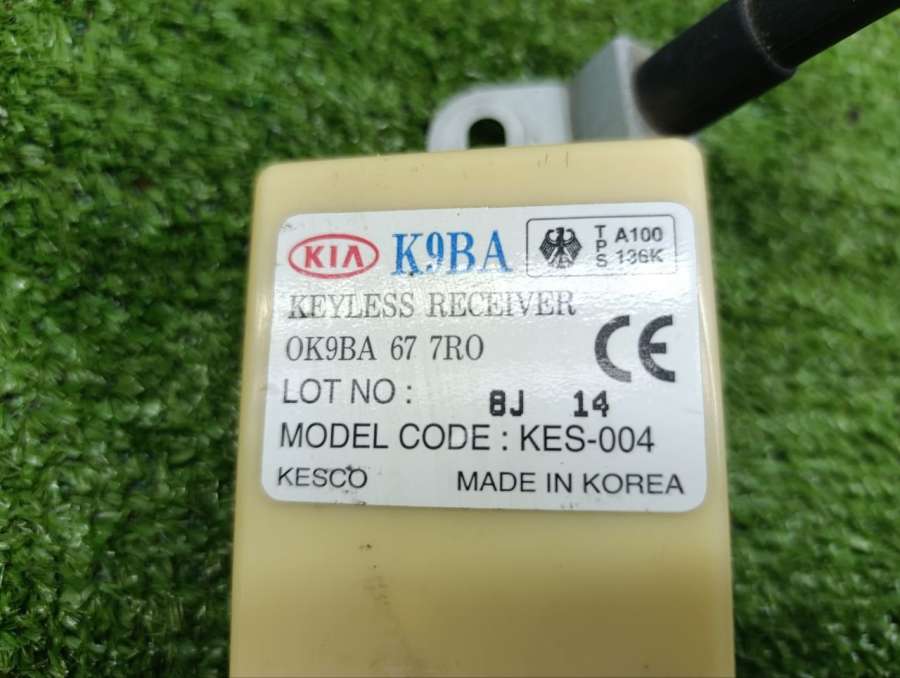 KIA K9BA TPS A100 136K
KEYLESS RECEIVER
0K9BA 67 7R0
CE
LOT NO : 8J 14
MODEL CODE : KES-004
KESCO MADE IN KOREA